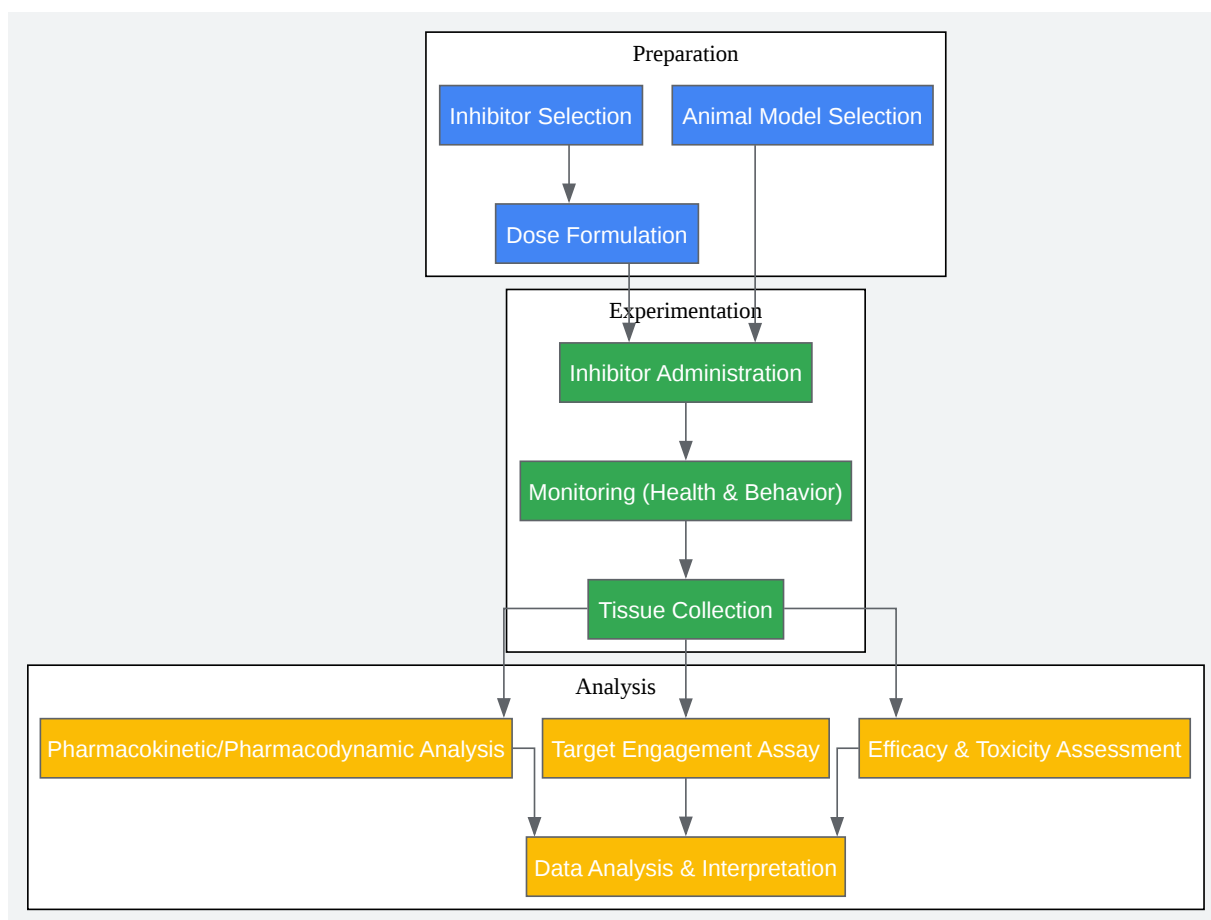 Preparation
Inhibitor Selection
Animal Model Selection
Dose Formulation
Experimentation
Inhibitor Administration
Monitoring (Health & Behavior)
Tissue Collection
Analysis
Pharmacokinetic/Pharmacodynamic Analysis
Target Engagement Assay
Efficacy & Toxicity Assessment
Data Analysis & Interpretation